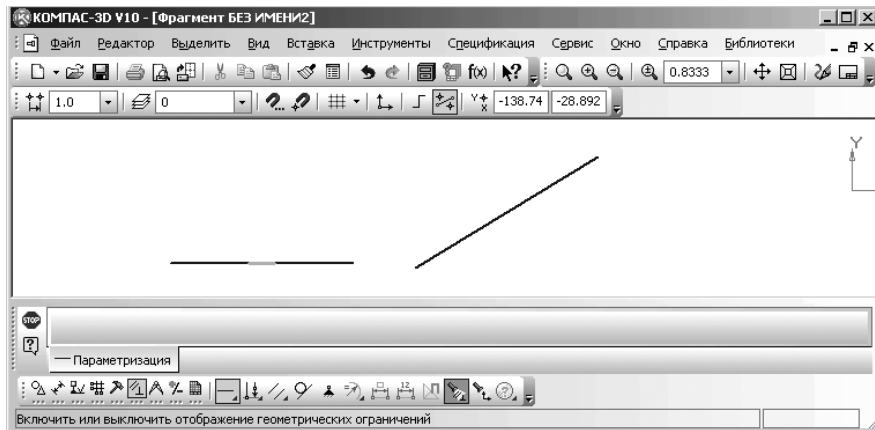 КОМПАС-3D V10 - [Фрагмент БЕЗ ИМЕНИ2]
Файл Редактор Выделить Вид Вставка Инструменты Спецификация Сервис Окно Справка Библиотеки
f(x) 0.8333
1.0 0 Y X -138.74 -28.892
Y
STOP
Параметризация
12
Включить или выключить отображение геометрических ограничений